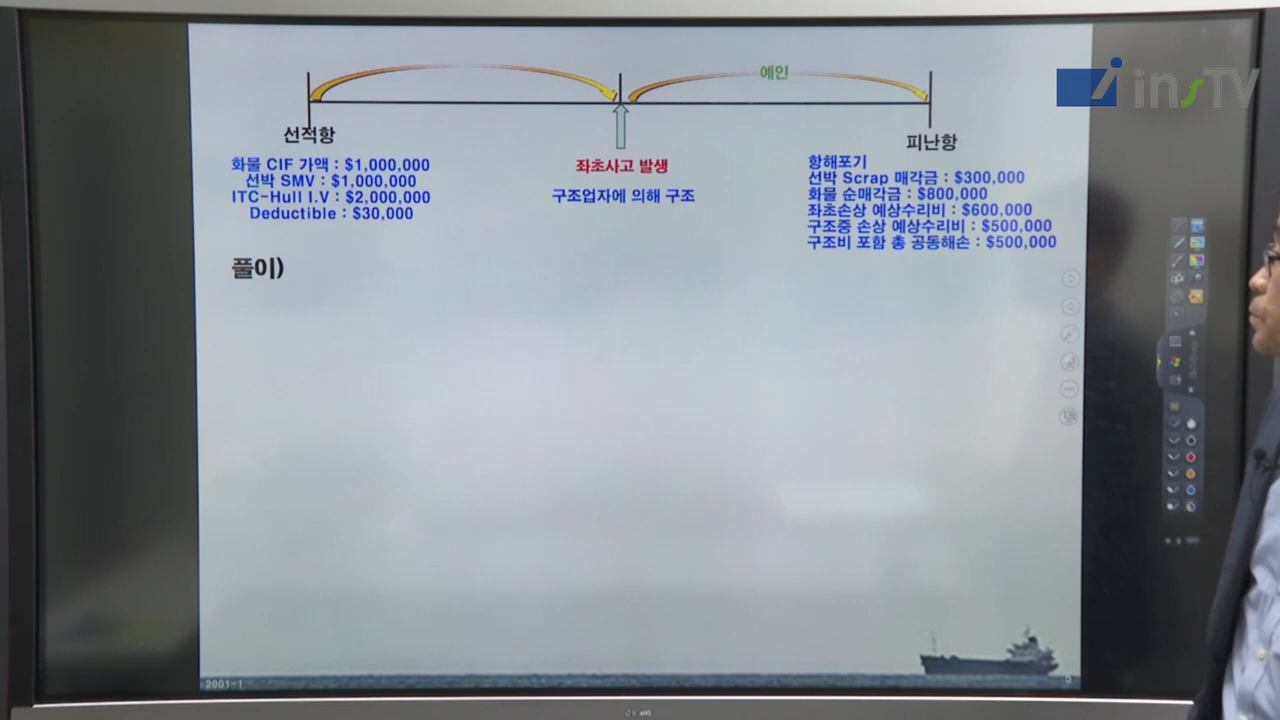 insTV
예인
선적항
화물 CIF 가액 : $1,000,000
선박 SMV : $1,000,000
ITC-Hull I.V : $2,000,000
Deductible : $30,000
좌초사고 발생
구조업자에 의해 구조
피난항
항해포기
선박 Scrap 매각금 : $300,000
화물 순매각금 : $800,000
좌초손상 예상수리비 : $600,000
구조중 손상 예상수리비 : $500,000
구조비 포함 총 공동해손 : $500,000
풀이)
2001-1
5